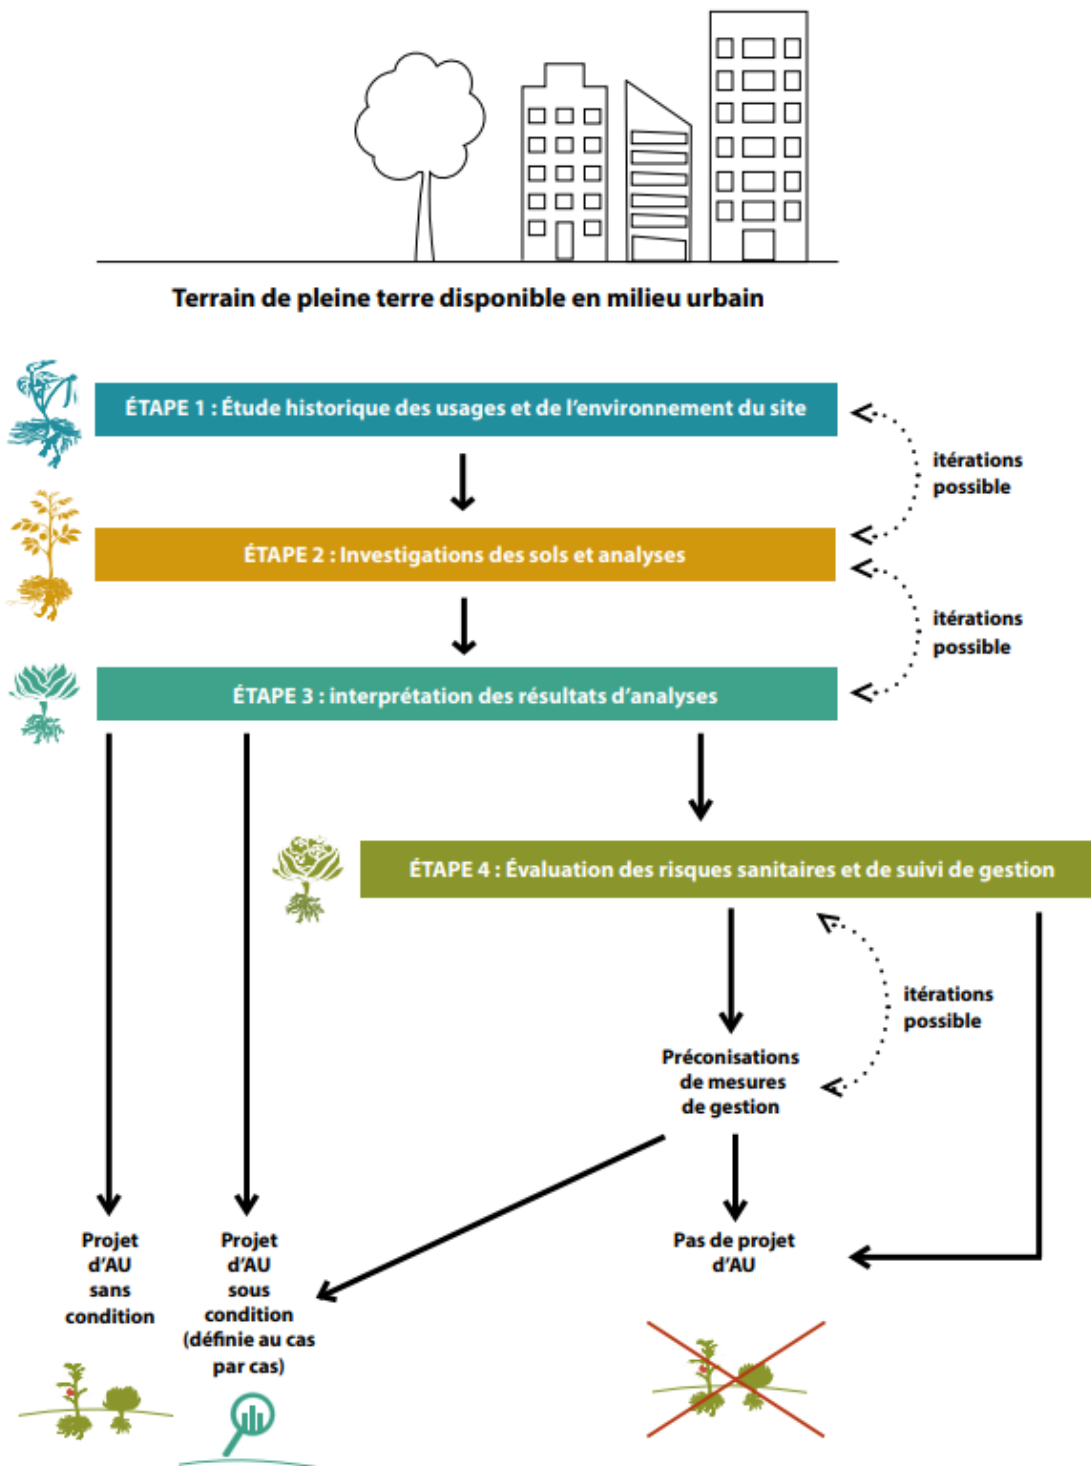 Terrain de pleine terre disponible en milieu urbain
ÉTAPE 1 : Étude historique des usages et de l'environnement du site
itérations
possible
ÉTAPE 2 : Investigations des sols et analyses
itérations
possible
ÉTAPE 3 : interprétation des résultats d'analyses
ÉTAPE 4 : Évaluation des risques sanitaires et de suivi de gestion
itérations
possible
Préconisations
de mesures
de gestion
Projet
d'AU
sans
condition
Projet
d'AU
sous
condition
(définie au cas
par cas)
Pas de projet
d'AU